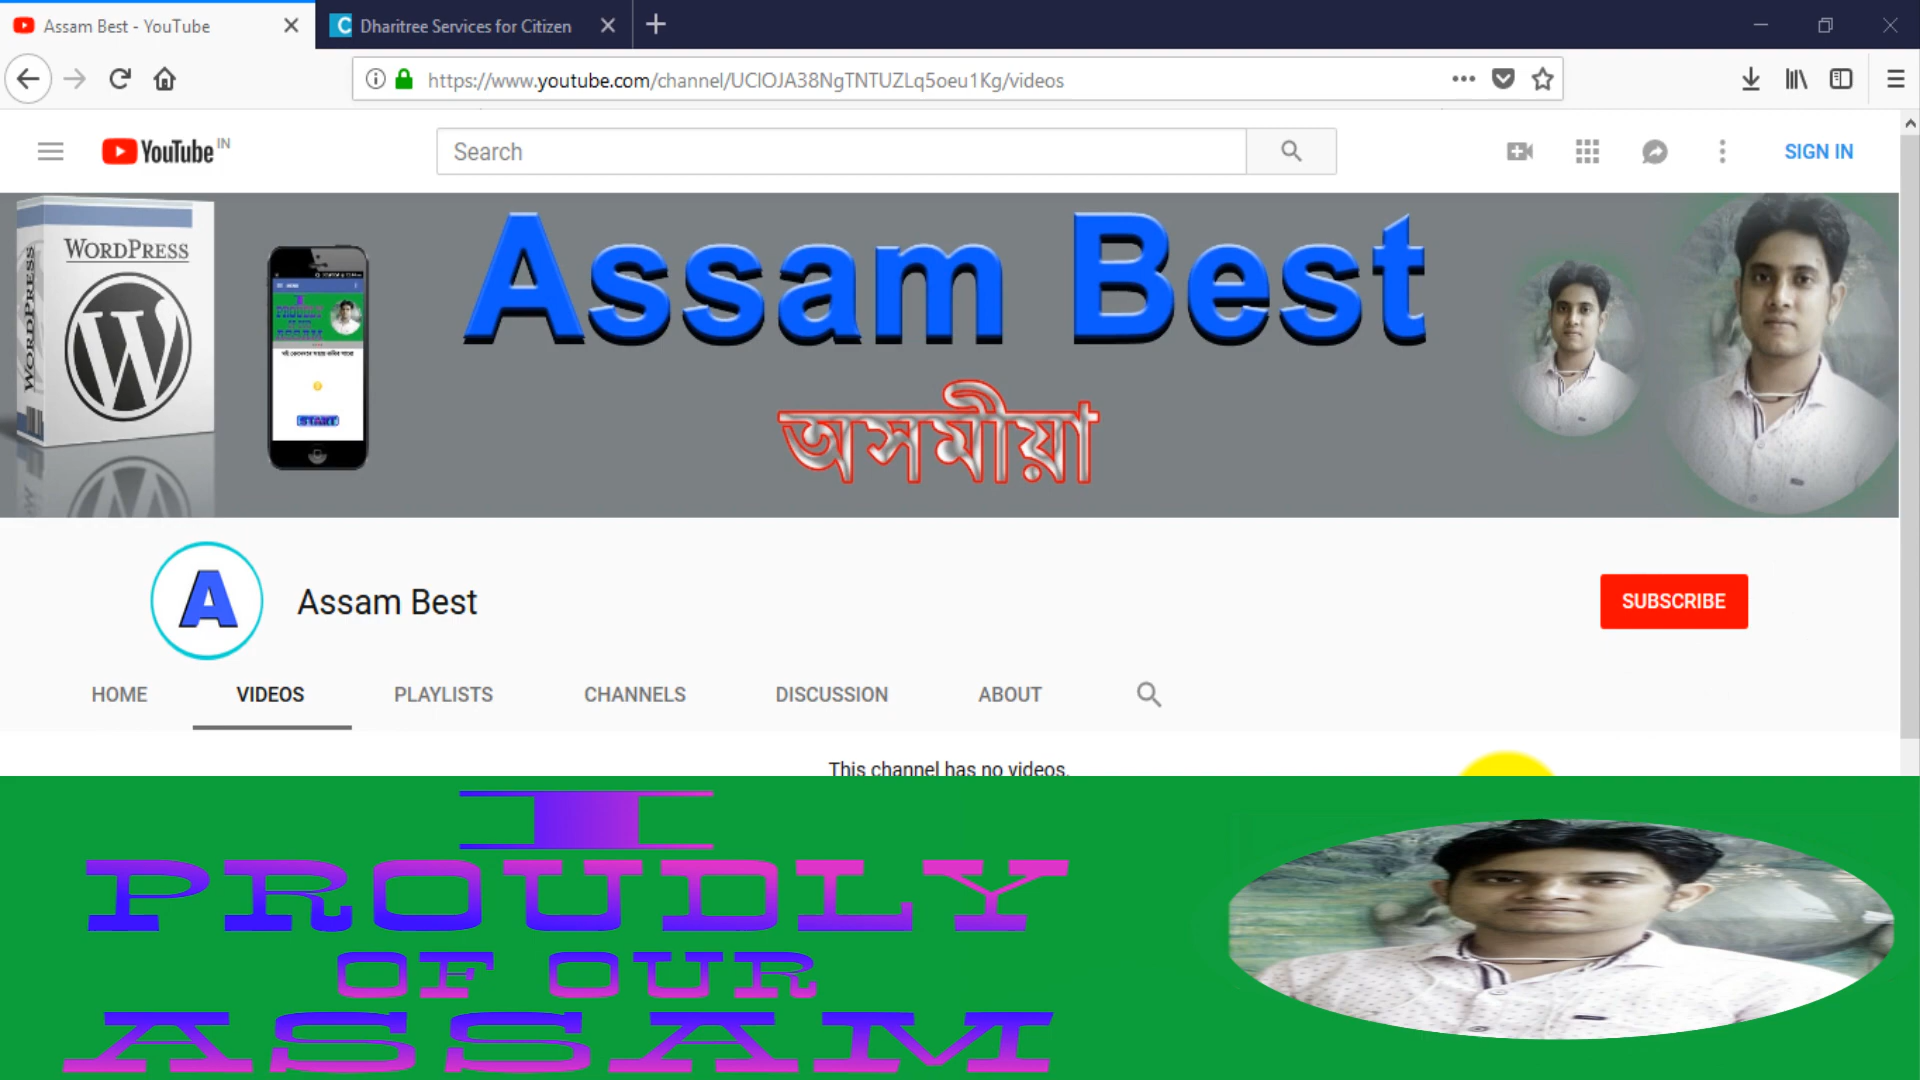 Assam Best - YouTube
Dharitree Services for Citizen
https://www.youtube.com/channel/UClOJA38NgTNTUZLq5oeu1Kg/videos
YouTube IN
Search
SIGN IN
WORDPRESS
WORDPRESS
Assam Best
অসমীয়া
START
Assam Best
SUBSCRIBE
HOME
VIDEOS
PLAYLISTS
CHANNELS
DISCUSSION
ABOUT
This channel has no videos.
I
PROUDLY
OF OUR
ASSAM